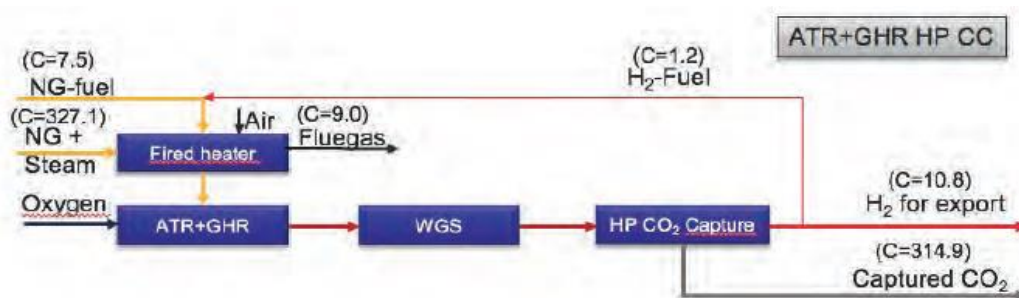 ATR+GHR HP CC
(C=7.5)
NG-fuel
(C=1.2)
H₂-Fuel
(C=327.1)
NG +
Steam
Air
(C=9.0)
Fluegas
Fired heater
Oxygen
ATR+GHR
WGS
HP CO₂ Capture
(C=10.8)
H₂ for export
(C=314.9)
Captured CO₂